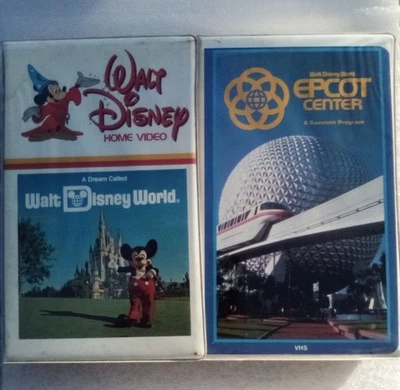 Walt
Disney
HOME VIDEO
A Dream Called
Walt Disney World®
Walt Disney World
EPCOT
CENTER
A Souvenir Program
VHS